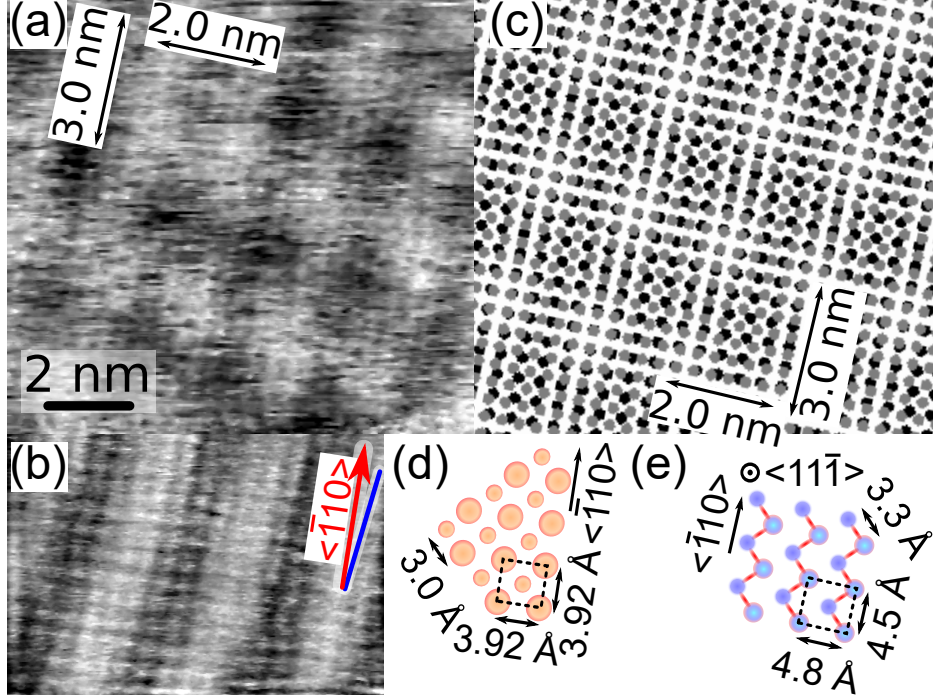 (a)
2.0 nm
3.0 nm
2 nm
(c)
3.0 nm
2.0 nm
(b)
<1̅10>
(d)
<1̅10>
3.0 Å
3.92 Å
3.92 Å
(e)
⊙<111̅>
<1̅10>
3.3 Å
4.5 Å
4.8 Å